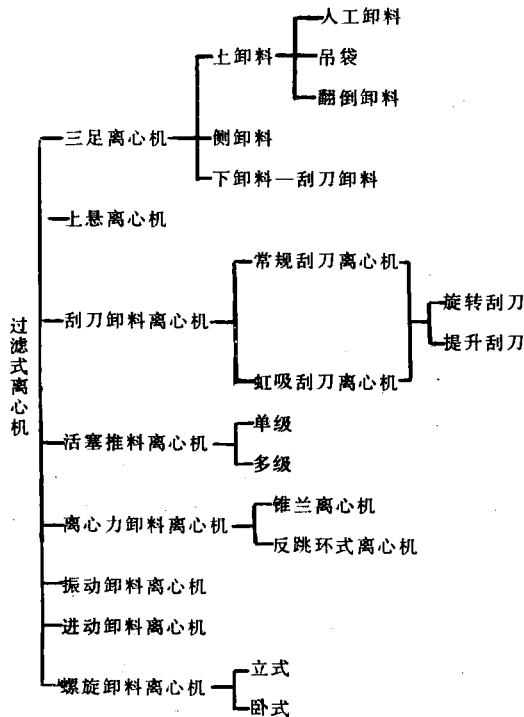 过滤式离心机
三足离心机
土卸料
人工卸料
吊袋
翻倒卸料
侧卸料
下卸料—刮刀卸料
上悬离心机
刮刀卸料离心机
常规刮刀离心机
虹吸刮刀离心机
旋转刮刀
提升刮刀
活塞推料离心机
单级
多级
离心力卸料离心机
锥兰离心机
反跳环式离心机
振动卸料离心机
进动卸料离心机
螺旋卸料离心机
立式
卧式